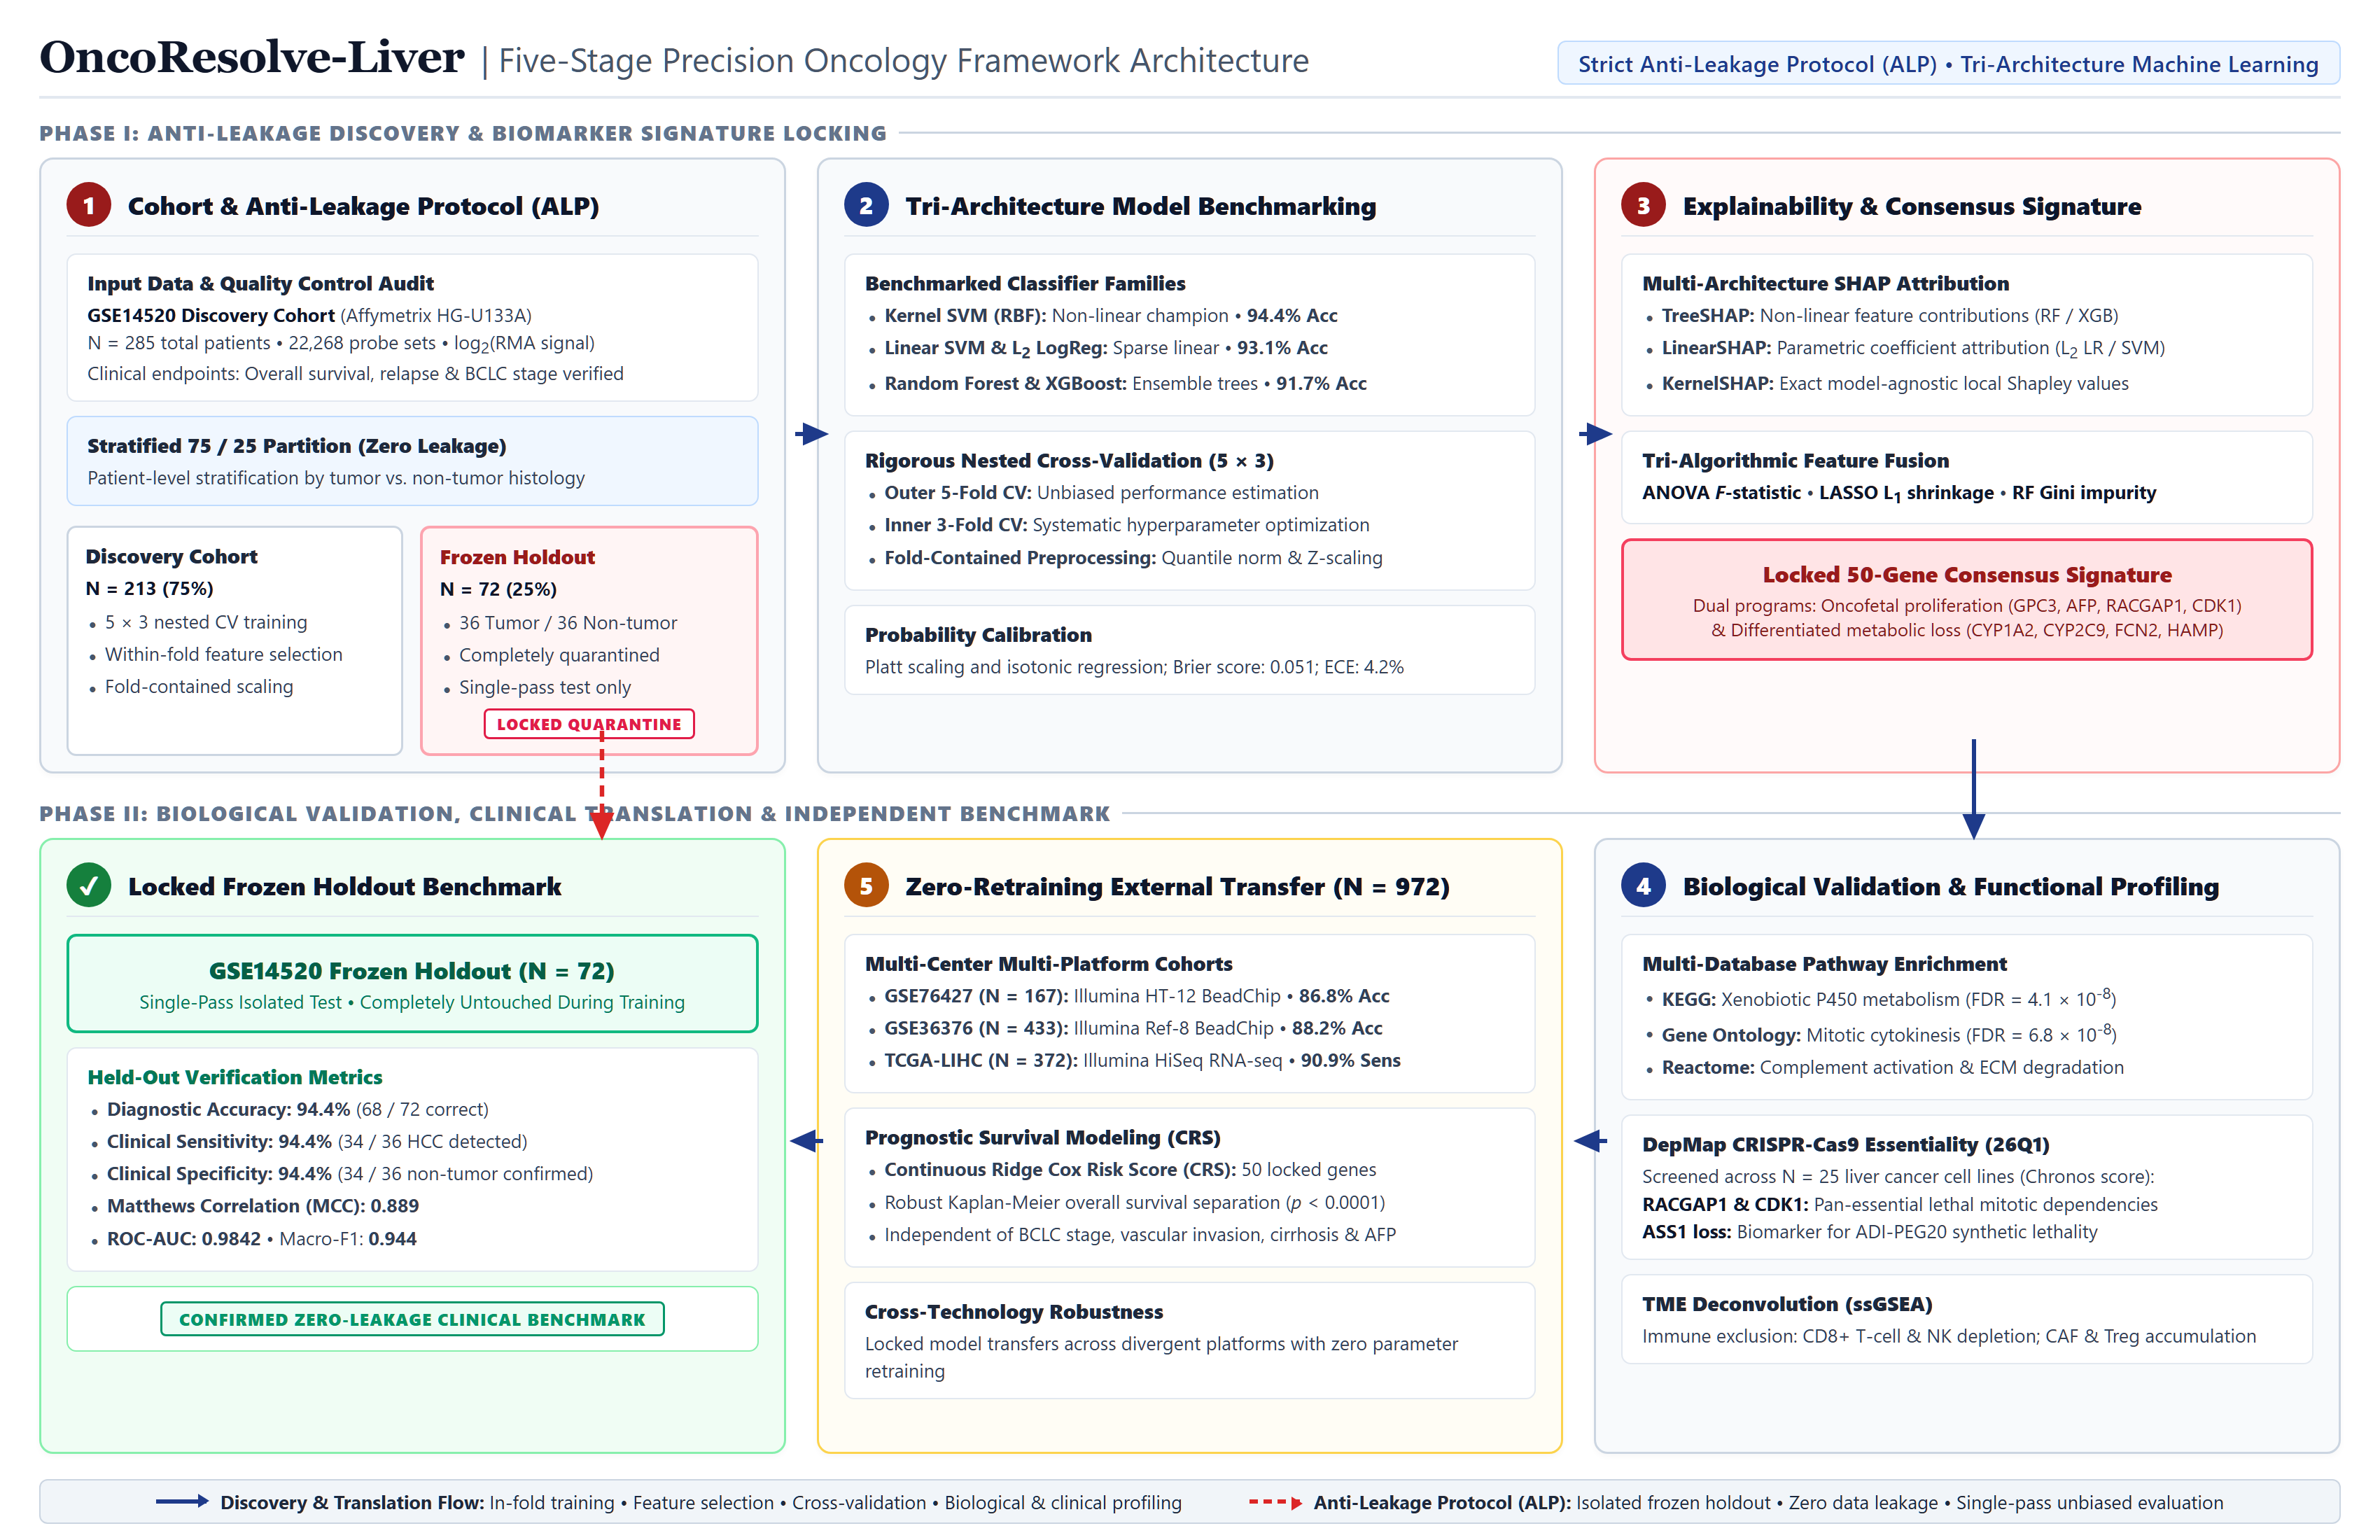 OncoResolve-Liver | Five-Stage Precision Oncology Framework Architecture
Strict Anti-Leakage Protocol (ALP) • Tri-Architecture Machine Learning
PHASE I: ANTI-LEAKAGE DISCOVERY & BIOMARKER SIGNATURE LOCKING
1 Cohort & Anti-Leakage Protocol (ALP)
Input Data & Quality Control Audit
GSE14520 Discovery Cohort (Affymetrix HG-U133A)
N = 285 total patients • 22,268 probe sets • log₂(RMA signal)
Clinical endpoints: Overall survival, relapse & BCLC stage verified
Stratified 75 / 25 Partition (Zero Leakage)
Patient-level stratification by tumor vs. non-tumor histology
Discovery Cohort
N = 213 (75%)
• 5 × 3 nested CV training
• Within-fold feature selection
• Fold-contained scaling
Frozen Holdout
N = 72 (25%)
• 36 Tumor / 36 Non-tumor
• Completely quarantined
• Single-pass test only
LOCKED QUARANTINE
2 Tri-Architecture Model Benchmarking
Benchmarked Classifier Families
• Kernel SVM (RBF): Non-linear champion • 94.4% Acc
• Linear SVM & L₂ LogReg: Sparse linear • 93.1% Acc
• Random Forest & XGBoost: Ensemble trees • 91.7% Acc
Rigorous Nested Cross-Validation (5 × 3)
• Outer 5-Fold CV: Unbiased performance estimation
• Inner 3-Fold CV: Systematic hyperparameter optimization
• Fold-Contained Preprocessing: Quantile norm & Z-scaling
Probability Calibration
Platt scaling and isotonic regression; Brier score: 0.051; ECE: 4.2%
3 Explainability & Consensus Signature
Multi-Architecture SHAP Attribution
• TreeSHAP: Non-linear feature contributions (RF / XGB)
• LinearSHAP: Parametric coefficient attribution (L₂ LR / SVM)
• KernelSHAP: Exact model-agnostic local Shapley values
Tri-Algorithmic Feature Fusion
ANOVA F-statistic • LASSO L₁ shrinkage • RF Gini impurity
Locked 50-Gene Consensus Signature
Dual programs: Oncofetal proliferation (GPC3, AFP, RACGAP1, CDK1)
& Differentiated metabolic loss (CYP1A2, CYP2C9, FCN2, HAMP)
PHASE II: BIOLOGICAL VALIDATION, CLINICAL TRANSLATION & INDEPENDENT BENCHMARK
✓ Locked Frozen Holdout Benchmark
GSE14520 Frozen Holdout (N = 72)
Single-Pass Isolated Test • Completely Untouched During Training
Held-Out Verification Metrics
• Diagnostic Accuracy: 94.4% (68 / 72 correct)
• Clinical Sensitivity: 94.4% (34 / 36 HCC detected)
• Clinical Specificity: 94.4% (34 / 36 non-tumor confirmed)
• Matthews Correlation (MCC): 0.889
• ROC-AUC: 0.9842 • Macro-F1: 0.944
CONFIRMED ZERO-LEAKAGE CLINICAL BENCHMARK
5 Zero-Retraining External Transfer (N = 972)
Multi-Center Multi-Platform Cohorts
• GSE76427 (N = 167): Illumina HT-12 BeadChip • 86.8% Acc
• GSE36376 (N = 433): Illumina Ref-8 BeadChip • 88.2% Acc
• TCGA-LIHC (N = 372): Illumina HiSeq RNA-seq • 90.9% Sens
Prognostic Survival Modeling (CRS)
• Continuous Ridge Cox Risk Score (CRS): 50 locked genes
• Robust Kaplan-Meier overall survival separation (p < 0.0001)
• Independent of BCLC stage, vascular invasion, cirrhosis & AFP
Cross-Technology Robustness
Locked model transfers across divergent platforms with zero parameter
retraining
4 Biological Validation & Functional Profiling
Multi-Database Pathway Enrichment
• KEGG: Xenobiotic P450 metabolism (FDR = 4.1 × 10⁻⁸)
• Gene Ontology: Mitotic cytokinesis (FDR = 6.8 × 10⁻⁸)
• Reactome: Complement activation & ECM degradation
DepMap CRISPR-Cas9 Essentiality (26Q1)
Screened across N = 25 liver cancer cell lines (Chronos score):
RACGAP1 & CDK1: Pan-essential lethal mitotic dependencies
ASS1 loss: Biomarker for ADI-PEG20 synthetic lethality
TME Deconvolution (ssGSEA)
Immune exclusion: CD8+ T-cell & NK depletion; CAF & Treg accumulation
Discovery & Translation Flow: In-fold training • Feature selection • Cross-validation • Biological & clinical profiling
Anti-Leakage Protocol (ALP): Isolated frozen holdout • Zero data leakage • Single-pass unbiased evaluation